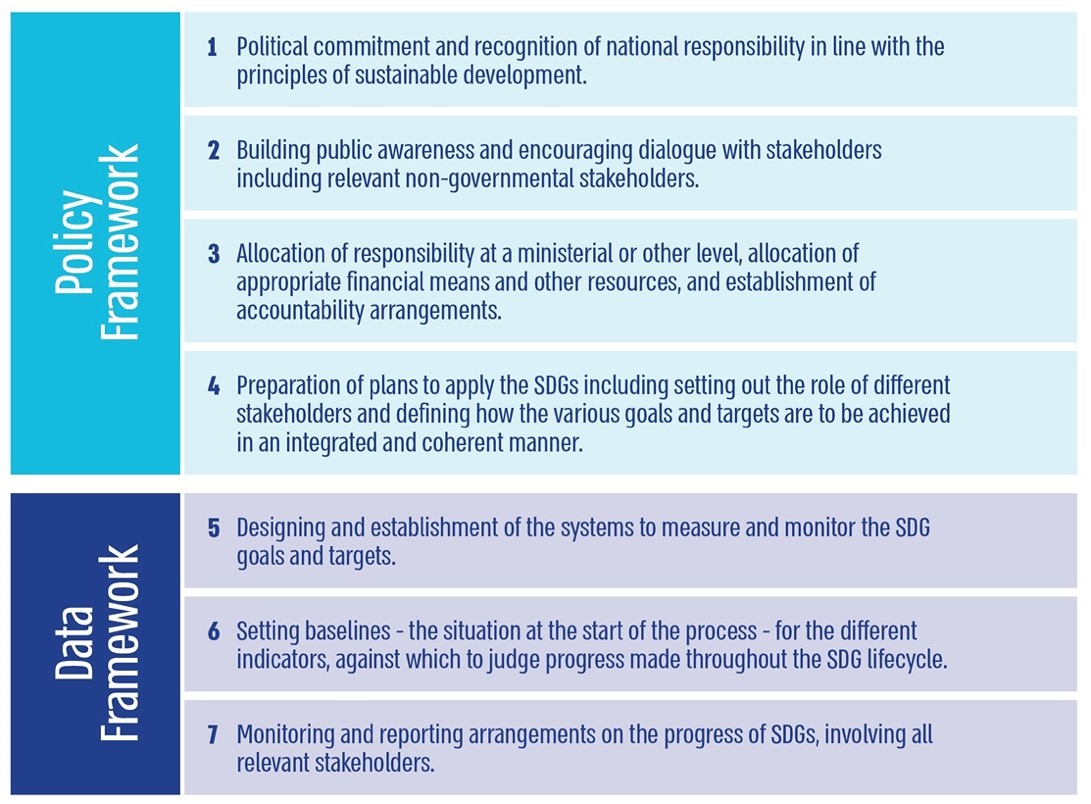 Policy
Framework
1 Political commitment and recognition of national responsibility in line with the
principles of sustainable development.
2 Building public awareness and encouraging dialogue with stakeholders
including relevant non-governmental stakeholders.
3 Allocation of responsibility at a ministerial or other level, allocation of
appropriate financial means and other resources, and establishment of
accountability arrangements.
4 Preparation of plans to apply the SDGs including setting out the role of different
stakeholders and defining how the various goals and targets are to be achieved
in an integrated and coherent manner.
Data
Framework
5 Designing and establishment of the systems to measure and monitor the SDG
goals and targets.
6 Setting baselines - the situation at the start of the process - for the different
indicators, against which to judge progress made throughout the SDG lifecycle.
7 Monitoring and reporting arrangements on the progress of SDGs, involving all
relevant stakeholders.